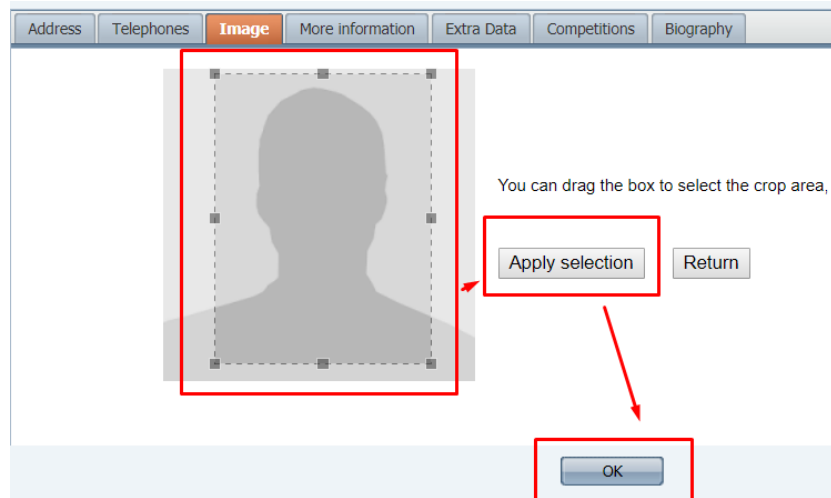 Address Telephones Image More information Extra Data Competitions Biography
You can drag the box to select the crop area,
Apply selection Return
OK